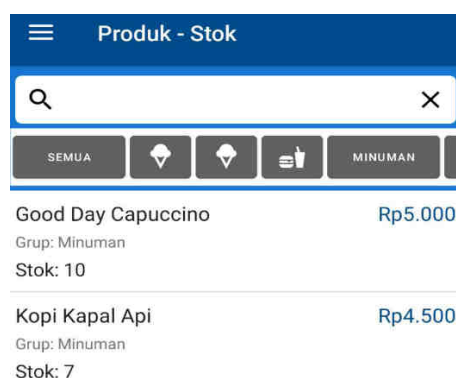 Produk - Stok
SEMUA
MINUMAN
Good Day Capuccino Rp5.000
Grup: Minuman
Stok: 10
Kopi Kapal Api Rp4.500
Grup: Minuman
Stok: 7